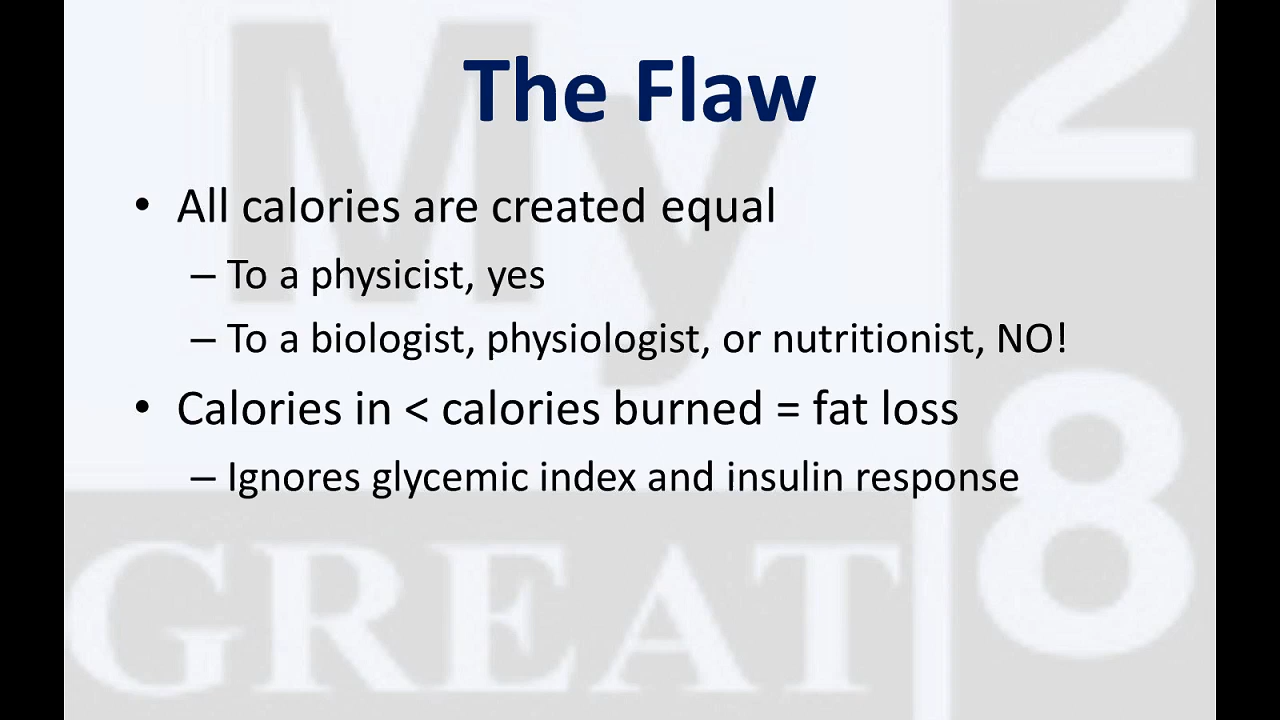 The Flaw
• All calories are created equal
– To a physicist, yes
– To a biologist, physiologist, or nutritionist, NO!
• Calories in < calories burned = fat loss
– Ignores glycemic index and insulin response
My 2
GREAT 8